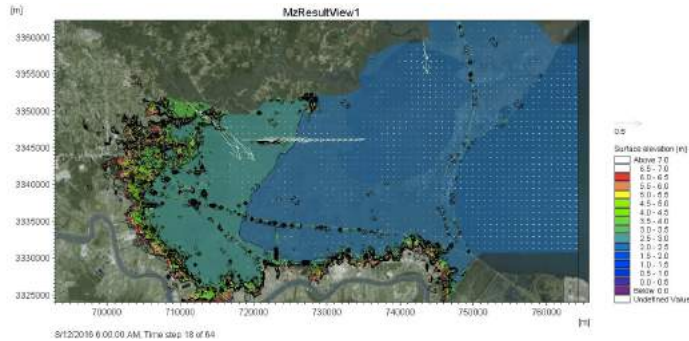 MzResultView1
[m]
3360000
3355000
3350000
3345000
3340000
3335000
3330000
3325000
700000
710000
720000
730000
740000
750000
760000
[m]
8/12/2016 6:00:00 AM, Time step 18 of 64
0.5
Surface elevation [m]
Above 7.0
6.5 - 7.0
6.0 - 6.5
5.5 - 6.0
5.0 - 5.5
4.5 - 5.0
4.0 - 4.5
3.5 - 4.0
3.0 - 3.5
2.5 - 3.0
2.0 - 2.5
1.5 - 2.0
1.0 - 1.5
0.5 - 1.0
0.0 - 0.5
Below 0.0
Undefined Value